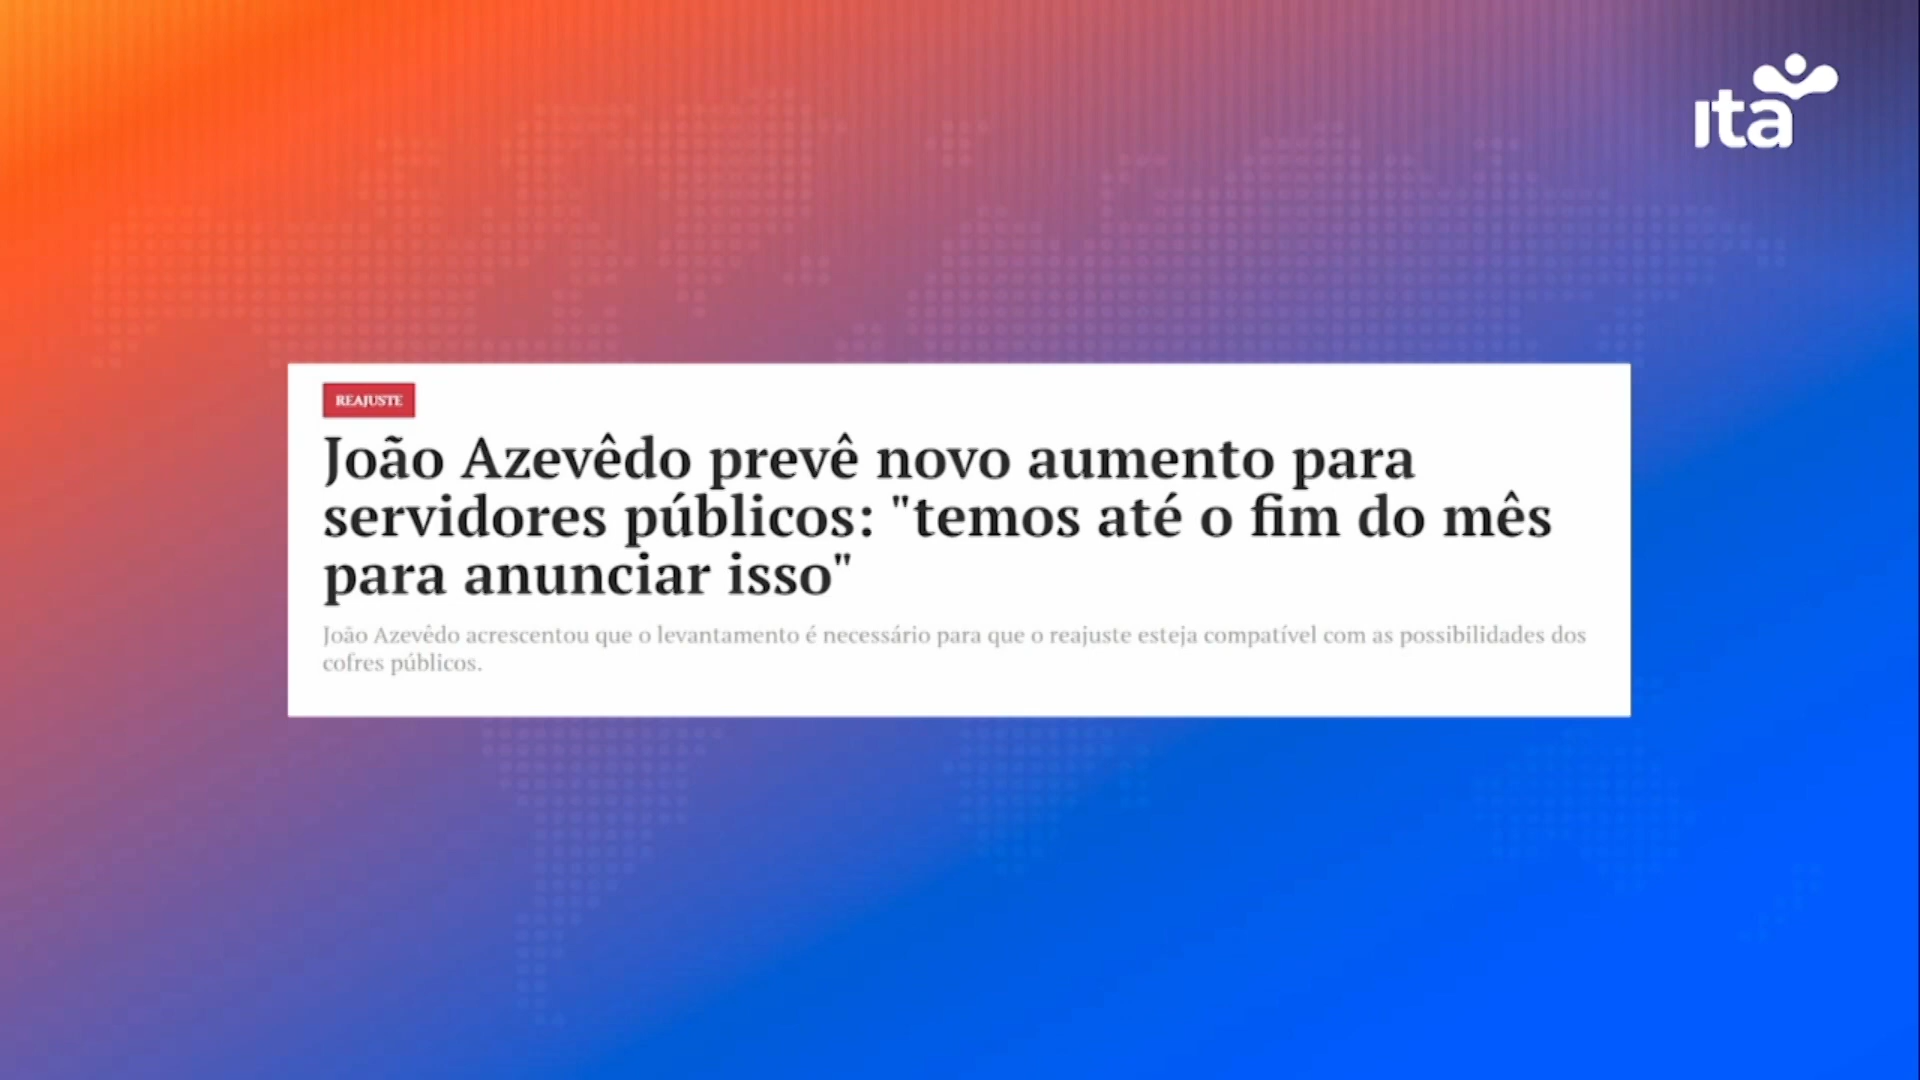 ita
REAJUSTE
João Azevêdo prevê novo aumento para
servidores públicos: "temos até o fim do mês
para anunciar isso"
João Azevêdo acrescentou que o levantamento é necessário para que o reajuste esteja compatível com as possibilidades dos
cofres públicos.